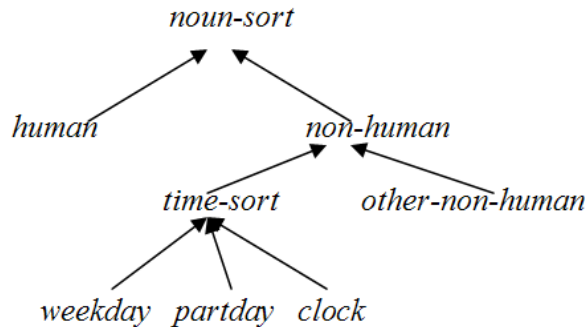 noun-sort
human non-human
time-sort other-non-human
weekday partday clock